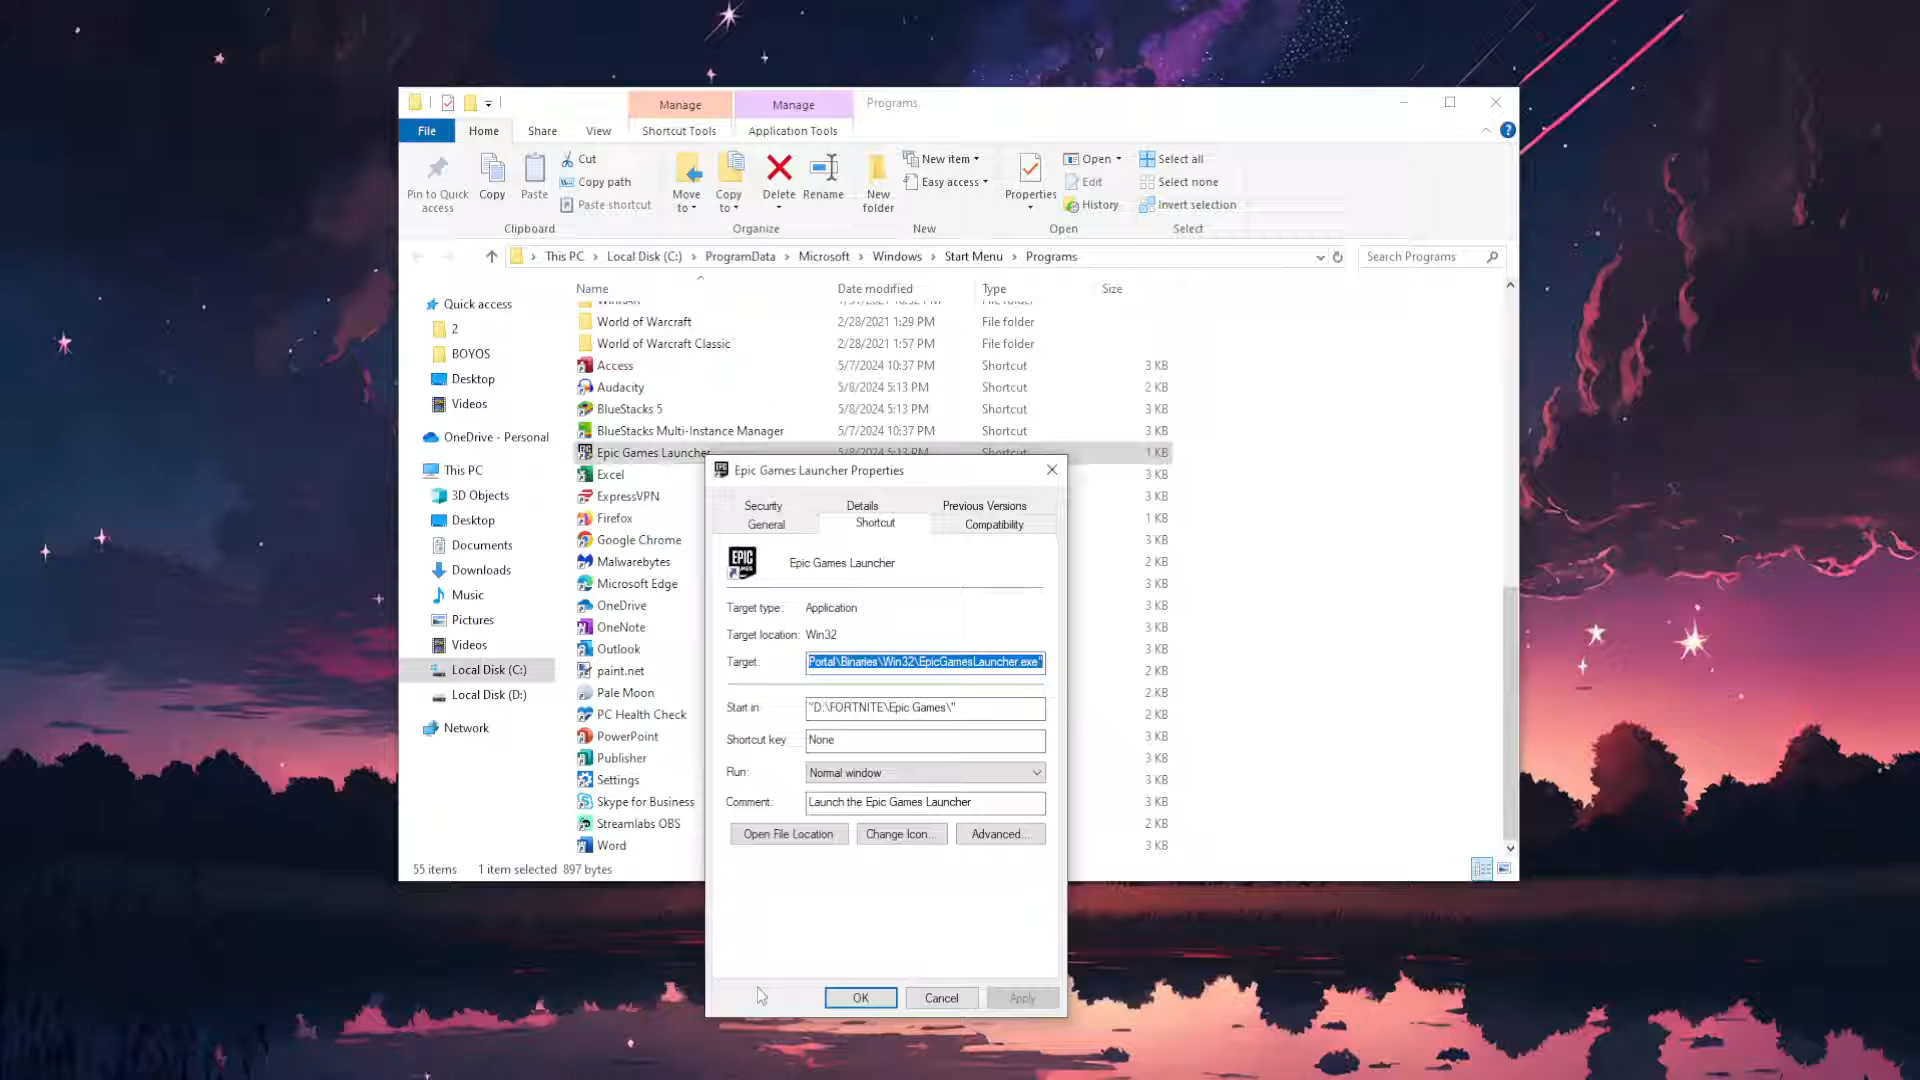 Manage Manage Programs
File Home Share View Shortcut Tools Application Tools
Pin to Quick access
Copy
Paste
Cut
Copy path
Paste shortcut
Move to
Copy to
Delete
Rename
New folder
New item
Easy access
Properties
Open
Edit
History
Select all
Select none
Invert selection
Clipboard Organize New Open Select
This PC › Local Disk (C:) › ProgramData › Microsoft › Windows › Start Menu › Programs
Search Programs
Name Date modified Type Size
Quick access
2
BOYOS
Desktop
Videos
OneDrive - Personal
This PC
3D Objects
Desktop
Documents
Downloads
Music
Pictures
Videos
Local Disk (C:)
Local Disk (D:)
Network
World of Warcraft 2/28/2021 1:29 PM File folder
World of Warcraft Classic 2/28/2021 1:57 PM File folder
Access 5/7/2024 10:37 PM Shortcut 3 KB
Audacity 5/8/2024 5:13 PM Shortcut 2 KB
BlueStacks 5 5/8/2024 5:13 PM Shortcut 3 KB
BlueStacks Multi-Instance Manager 5/7/2024 10:37 PM Shortcut 3 KB
Epic Games Launcher 5/8/2024 5:13 PM Shortcut 1 KB
Excel 3 KB
ExpressVPN 3 KB
Firefox 1 KB
Google Chrome 3 KB
Malwarebytes 2 KB
Microsoft Edge 3 KB
OneDrive 3 KB
OneNote 3 KB
Outlook 3 KB
paint.net 2 KB
Pale Moon 2 KB
PC Health Check 2 KB
PowerPoint 3 KB
Publisher 3 KB
Settings 3 KB
Skype for Business 3 KB
Streamlabs OBS 2 KB
Word 3 KB
55 items 1 item selected 897 bytes
Epic Games Launcher Properties
Security Details Previous Versions
General Shortcut Compatibility
EPIC
GAMES
Epic Games Launcher
Target type: Application
Target location: Win32
Target: Portal\Binaries\Win32\EpicGamesLauncher.exe"
Start in: "D:\FORTNITE\Epic Games\"
Shortcut key: None
Run: Normal window
Comment: Launch the Epic Games Launcher
Open File Location Change Icon... Advanced...
OK Cancel Apply